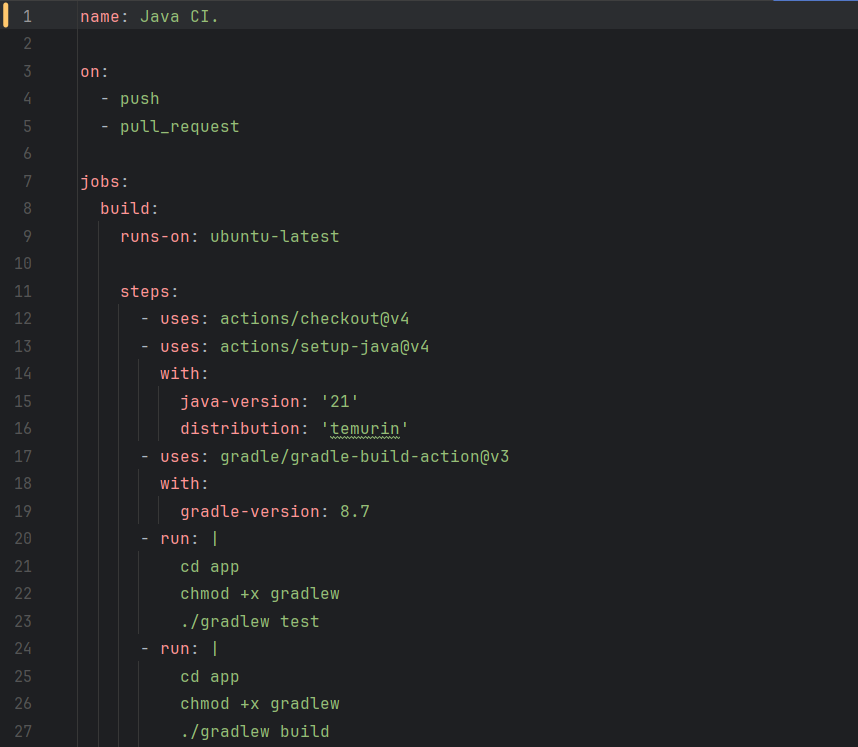 1 name: Java CI.
2
3 on:
4   - push
5   - pull_request
6
7 jobs:
8   build:
9     runs-on: ubuntu-latest
10
11     steps:
12       - uses: actions/checkout@v4
13       - uses: actions/setup-java@v4
14         with:
15           java-version: '21'
16           distribution: 'temurin'
17       - uses: gradle/gradle-build-action@v3
18         with:
19           gradle-version: 8.7
20       - run: |
21           cd app
22           chmod +x gradlew
23           ./gradlew test
24       - run: |
25           cd app
26           chmod +x gradlew
27           ./gradlew build